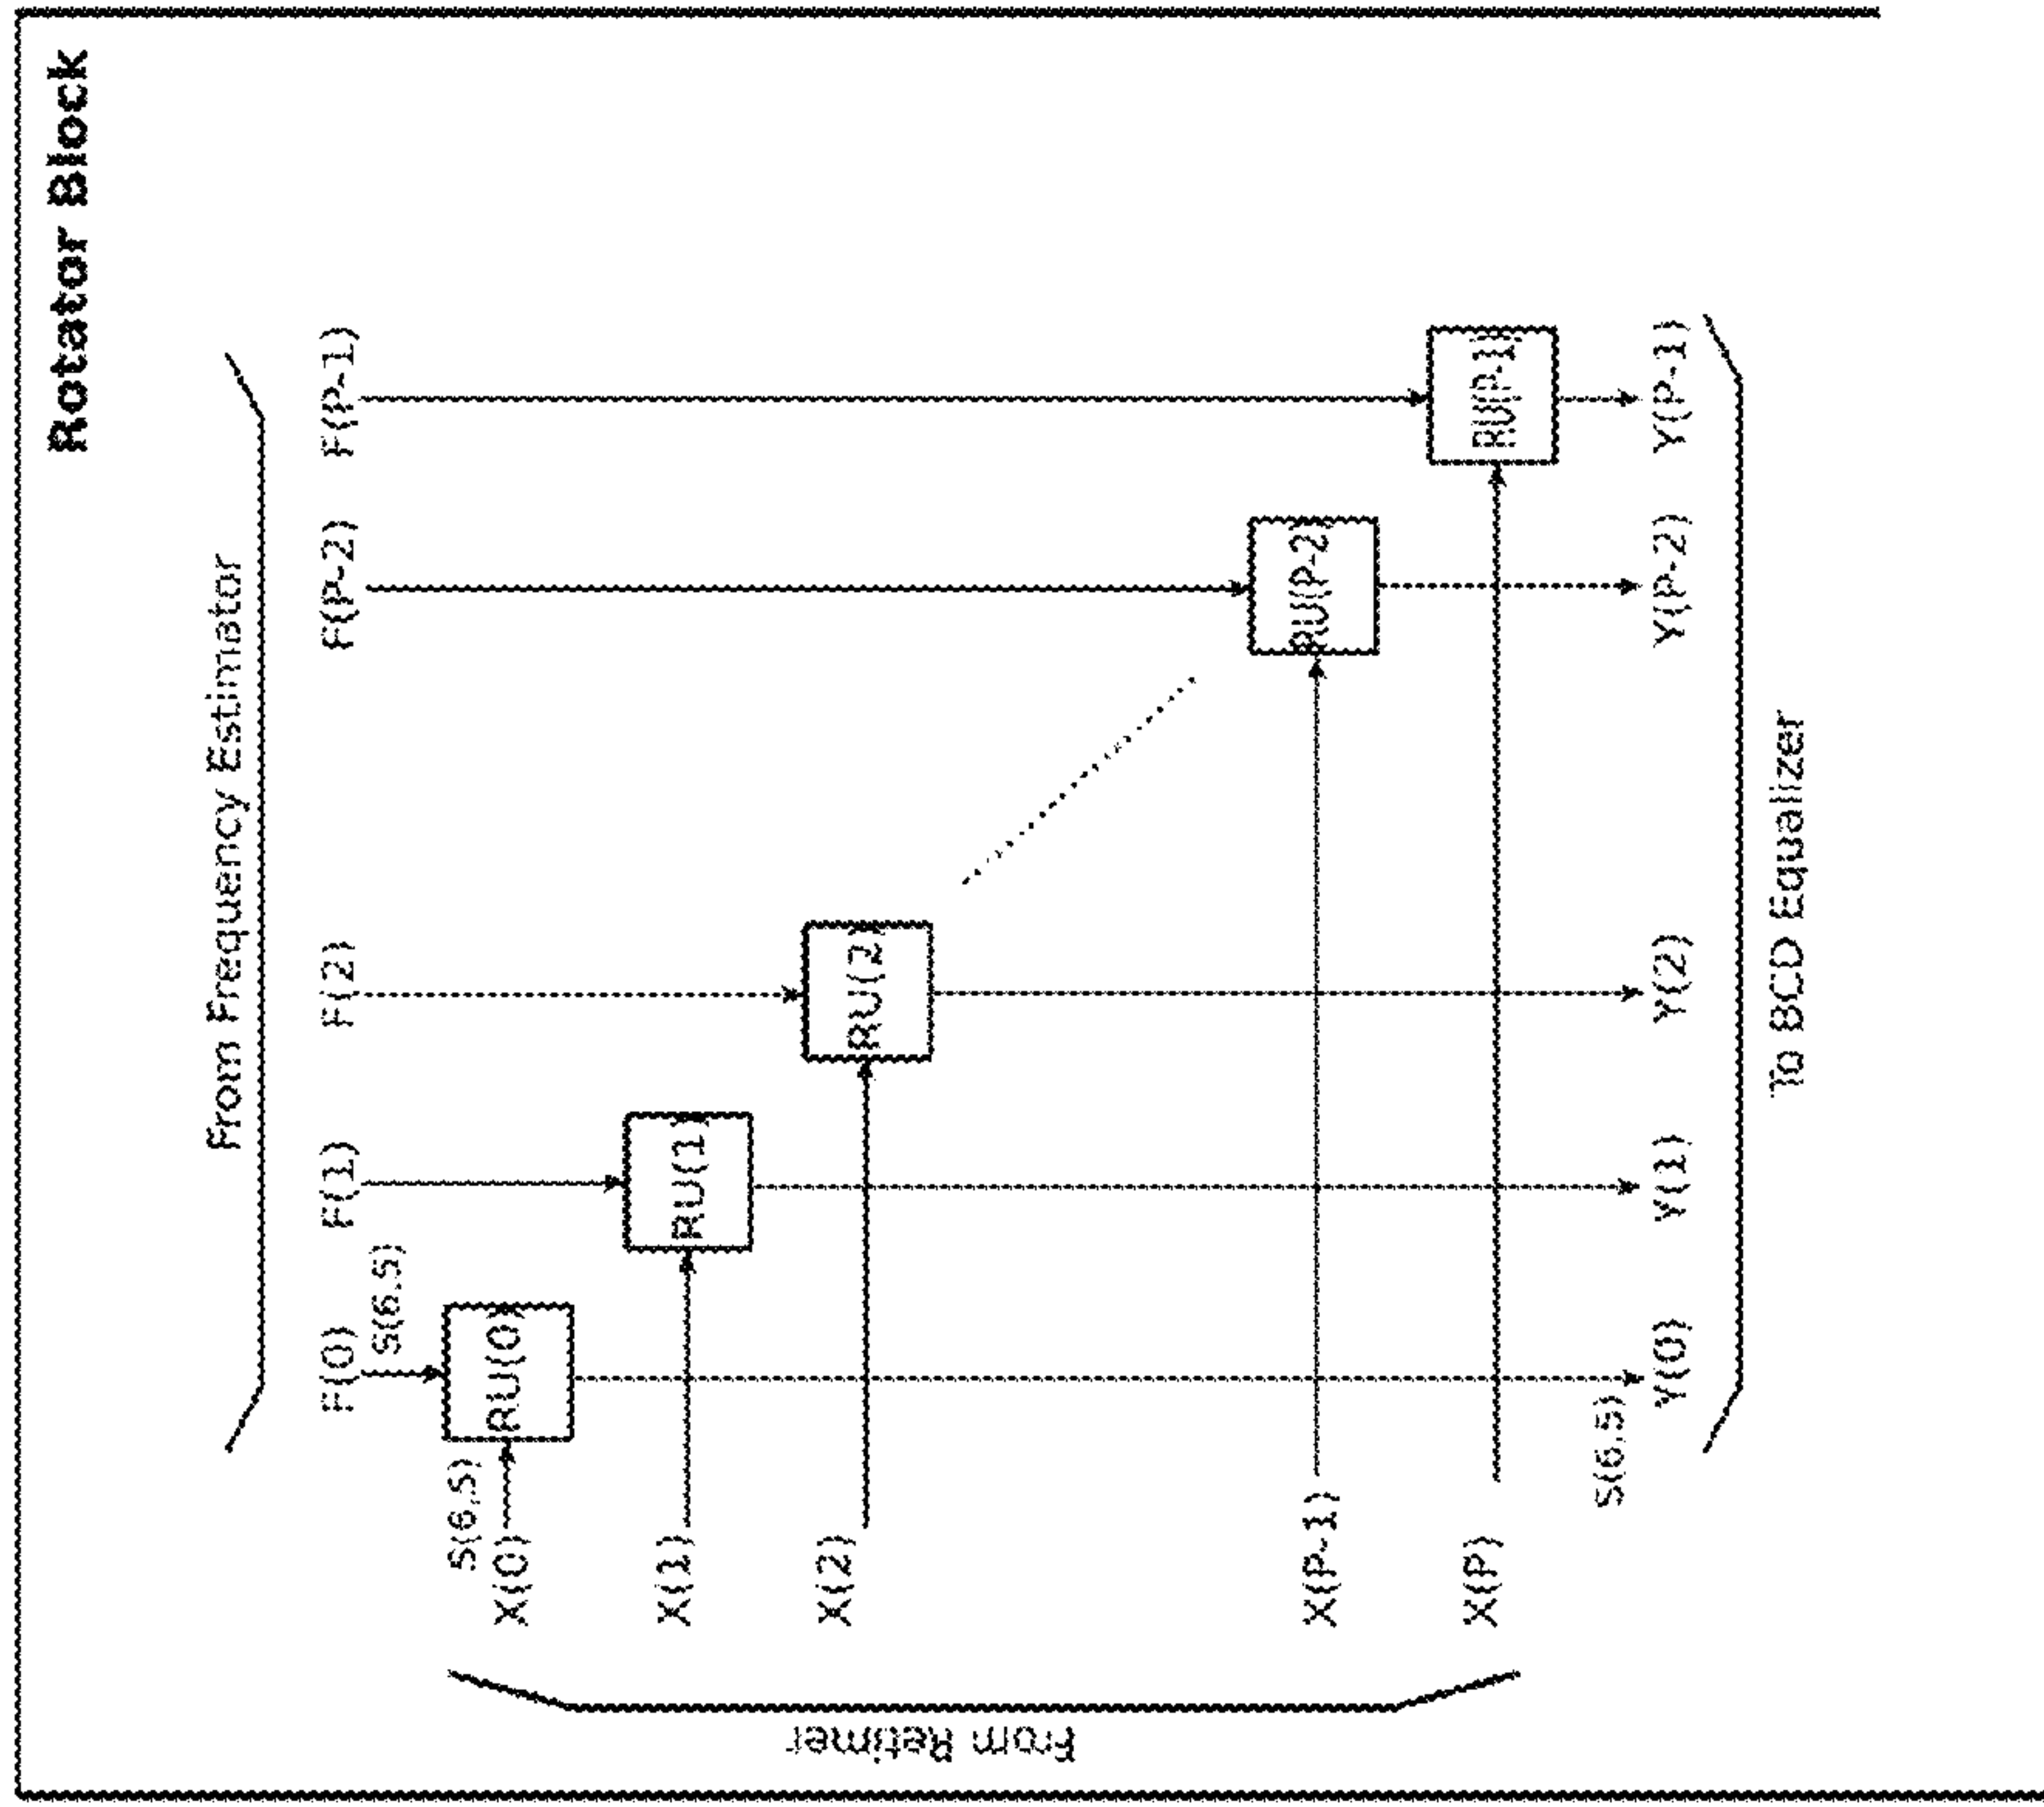 Rotator Block
From Frequency Estimator
F(0) F(1) F(2) F(P-2) F(P-1)
S(6,5)
S(6,5)
X(0) RU(0)
X(1) RU(1)
X(2) RU(2)
X(P-1) RU(P-2)
X(P) RU(P-1)
From Retimer
S(6,5)
Y(0) Y(1) Y(2) Y(P-2) Y(P-1)
To BCD Equalizer